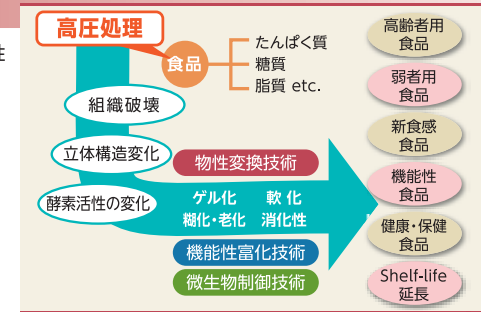 性
高圧処理
食品
たんぱく質
糖質
脂質 etc.
組織破壊
立体構造変化
酵素活性の変化
物性変換技術
ゲル化 軟 化
糊化・老化 消化性
機能性富化技術
微生物制御技術
高齢者用
食品
弱者用
食品
新食感
食品
機能性
食品
健康・保健
食品
Shelf-life
延長